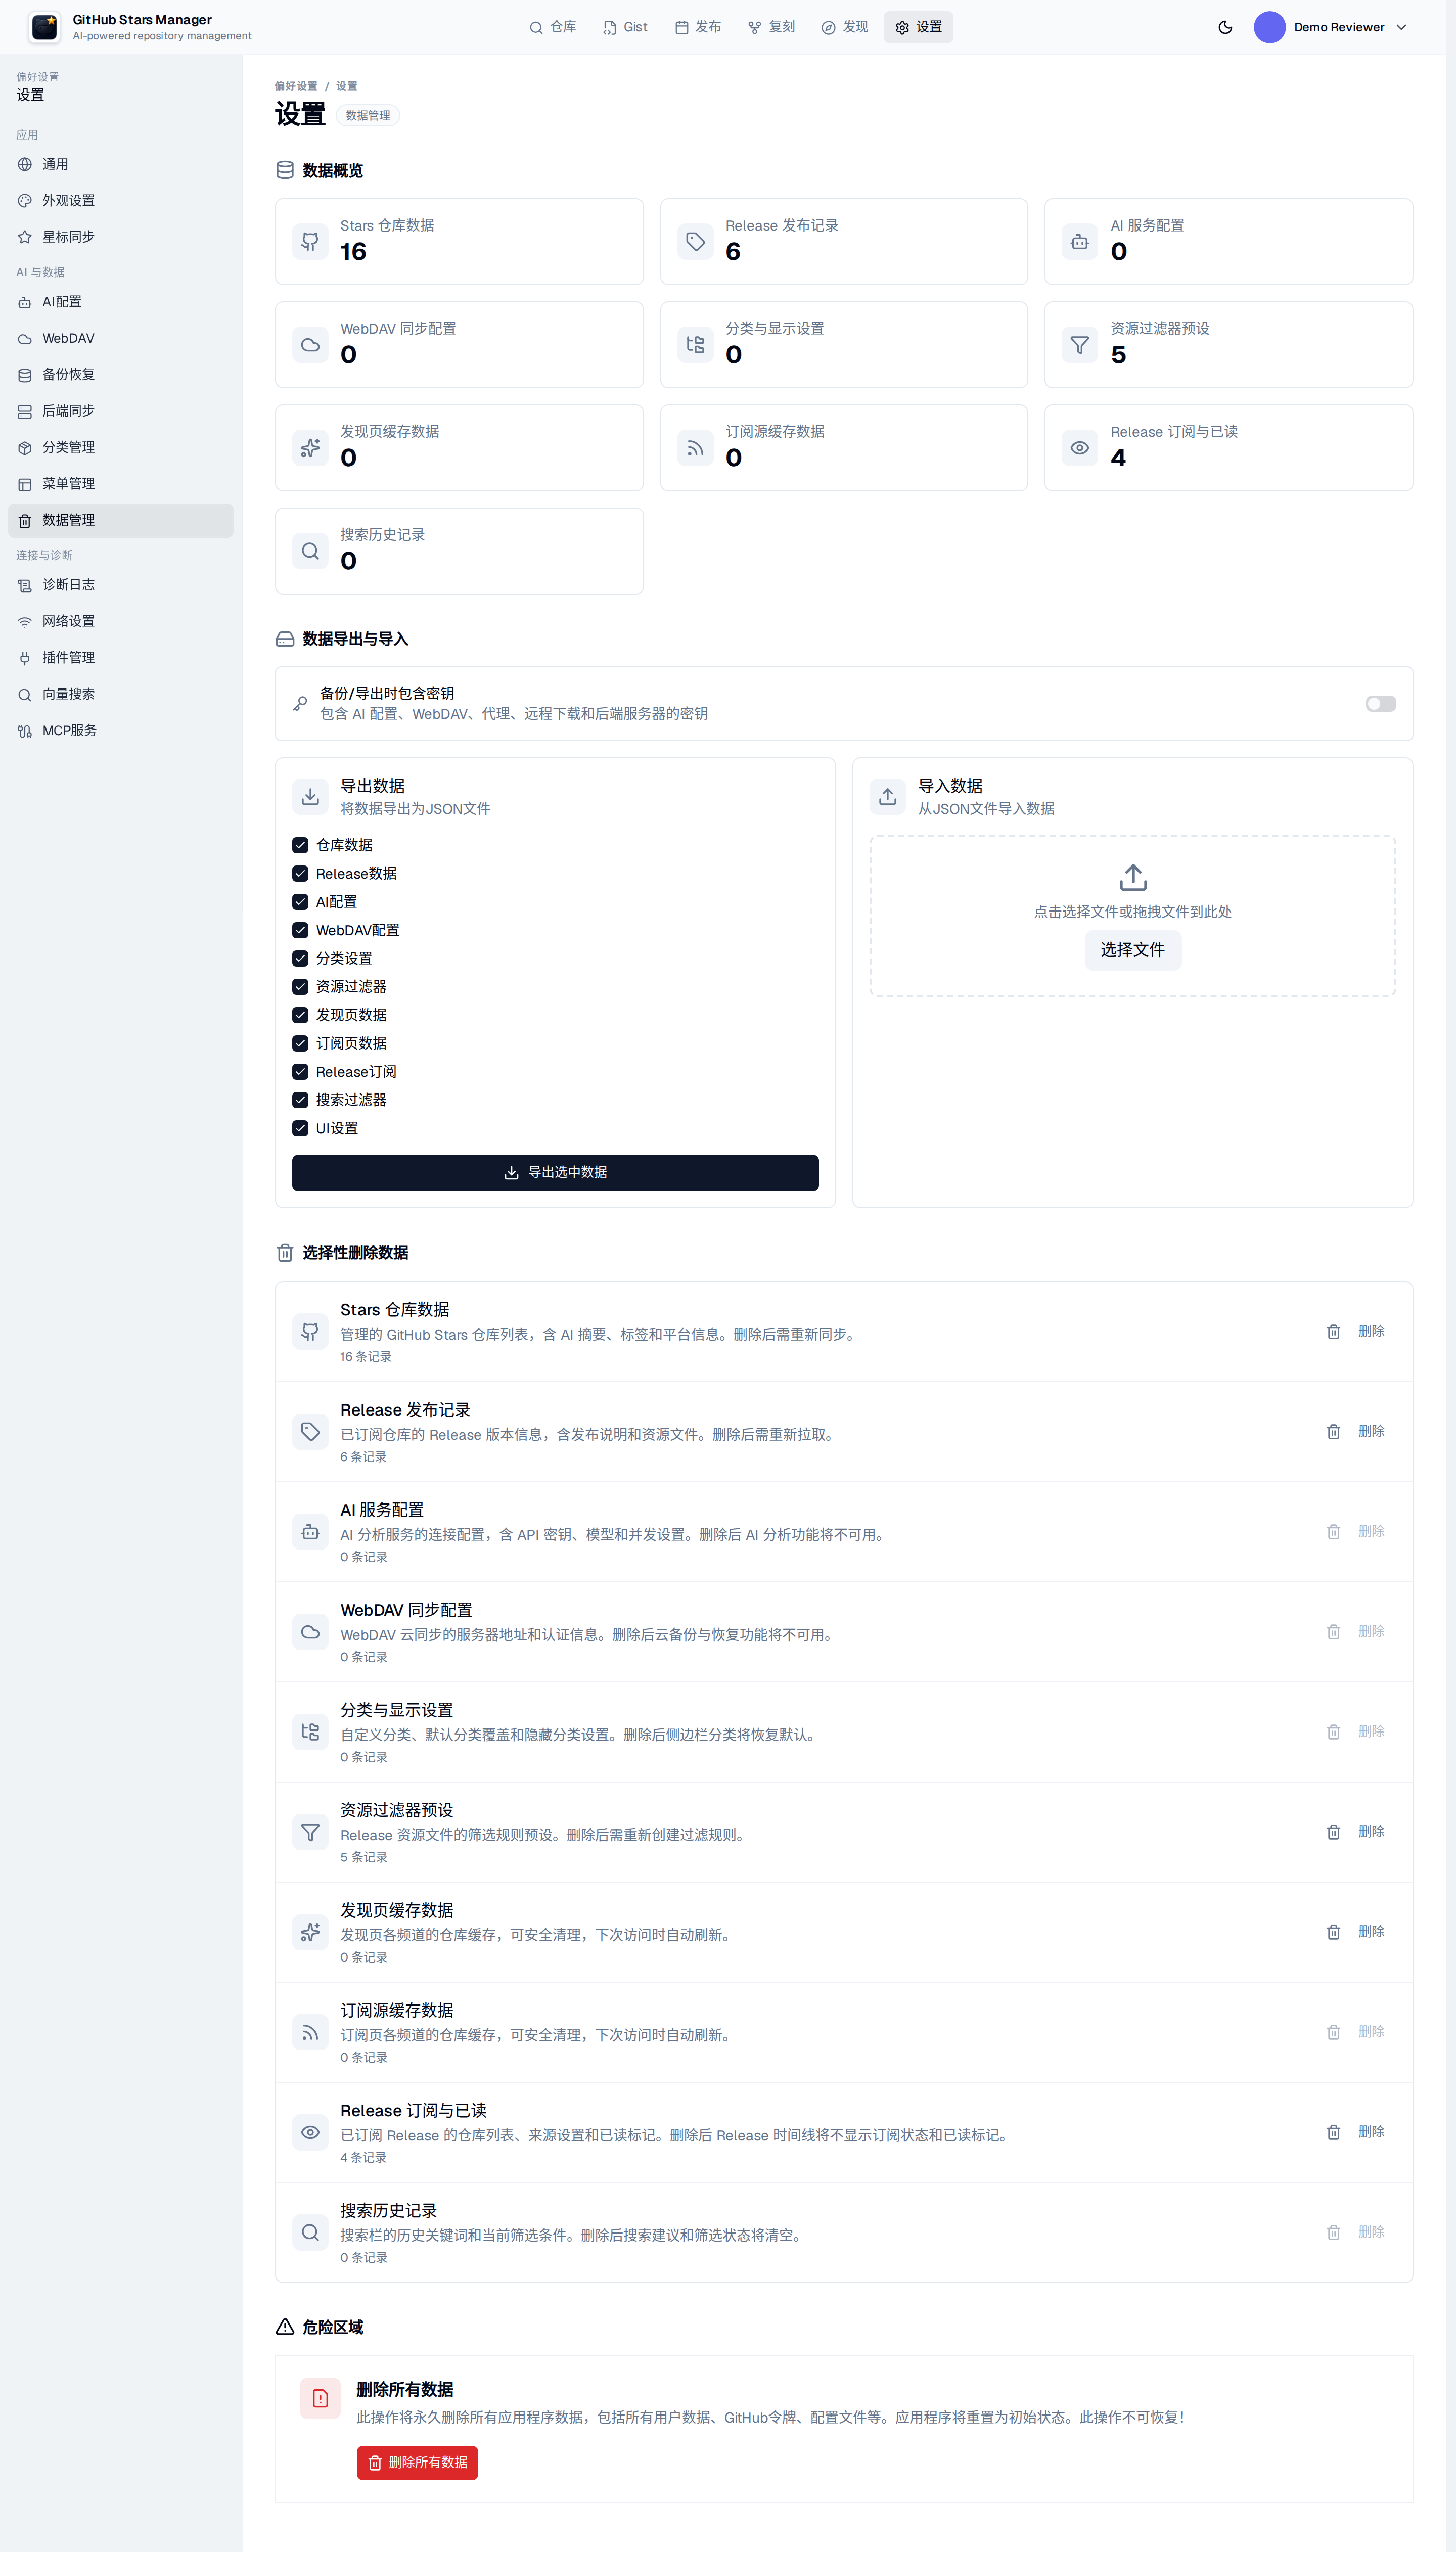 GitHub Stars Manager
AI-powered repository management
仓库
Gist
发布
复刻
发现
设置
Demo Reviewer
偏好设置
设置
应用
通用
外观设置
星标同步
AI 与数据
AI配置
WebDAV
备份恢复
后端同步
分类管理
菜单管理
数据管理
连接与诊断
诊断日志
网络设置
插件管理
向量搜索
MCP服务
偏好设置 / 设置
设置
数据管理
数据概览
Stars 仓库数据
16
Release 发布记录
6
AI 服务配置
0
WebDAV 同步配置
0
分类与显示设置
0
资源过滤器预设
5
发现页缓存数据
0
订阅源缓存数据
0
Release 订阅与已读
4
搜索历史记录
0
数据导出与导入
备份/导出时包含密钥
包含 AI 配置、WebDAV、代理、远程下载和后端服务器的密钥
导出数据
将数据导出为JSON文件
仓库数据
Release数据
AI配置
WebDAV配置
分类设置
资源过滤器
发现页数据
订阅页数据
Release订阅
搜索过滤器
UI设置
导出选中数据
导入数据
从JSON文件导入数据
点击选择文件或拖拽文件到此处
选择文件
选择性删除数据
Stars 仓库数据
管理的 GitHub Stars 仓库列表，含 AI 摘要、标签和平台信息。删除后需重新同步。
16 条记录
删除
Release 发布记录
已订阅仓库的 Release 版本信息，含发布说明和资源文件。删除后需重新拉取。
6 条记录
删除
AI 服务配置
AI 分析服务的连接配置，含 API 密钥、模型和并发设置。删除后 AI 分析功能将不可用。
0 条记录
删除
WebDAV 同步配置
WebDAV 云同步的服务器地址和认证信息。删除后云备份与恢复功能将不可用。
0 条记录
删除
分类与显示设置
自定义分类、默认分类覆盖和隐藏分类设置。删除后侧边栏分类将恢复默认。
0 条记录
删除
资源过滤器预设
Release 资源文件的筛选规则预设。删除后需重新创建过滤规则。
5 条记录
删除
发现页缓存数据
发现页各频道的仓库缓存，可安全清理，下次访问时自动刷新。
0 条记录
删除
订阅源缓存数据
订阅页各频道的仓库缓存，可安全清理，下次访问时自动刷新。
0 条记录
删除
Release 订阅与已读
已订阅 Release 的仓库列表、来源设置和已读标记。删除后 Release 时间线将不显示订阅状态和已读标记。
4 条记录
删除
搜索历史记录
搜索栏的历史关键词和当前筛选条件。删除后搜索建议和筛选状态将清空。
0 条记录
删除
危险区域
删除所有数据
此操作将永久删除所有应用程序数据，包括所有用户数据、GitHub令牌、配置文件等。应用程序将重置为初始状态。此操作不可恢复！
删除所有数据